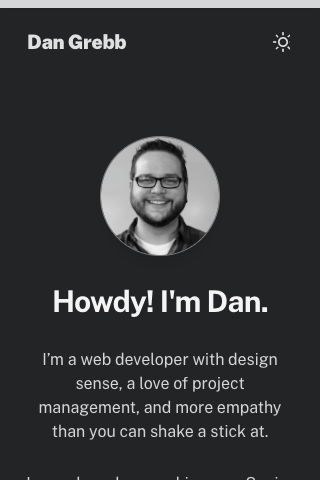 Dan Grebb
Howdy! I'm Dan.
I’m a web developer with design
sense, a love of project
management, and more empathy
than you can shake a stick at.